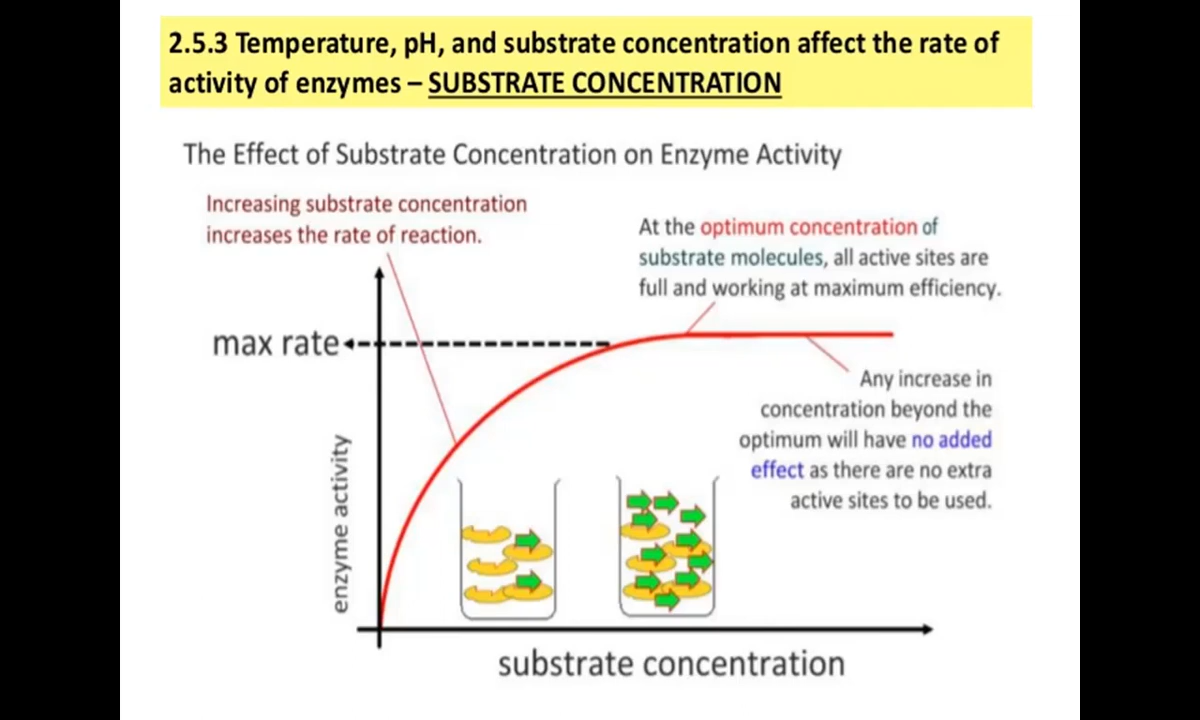 2.5.3 Temperature, pH, and substrate concentration affect the rate of
activity of enzymes – SUBSTRATE CONCENTRATION
The Effect of Substrate Concentration on Enzyme Activity
Increasing substrate concentration
increases the rate of reaction.
At the optimum concentration of
substrate molecules, all active sites are
full and working at maximum efficiency.
max rate
Any increase in
concentration beyond the
optimum will have no added
effect as there are no extra
active sites to be used.
enzyme activity
substrate concentration